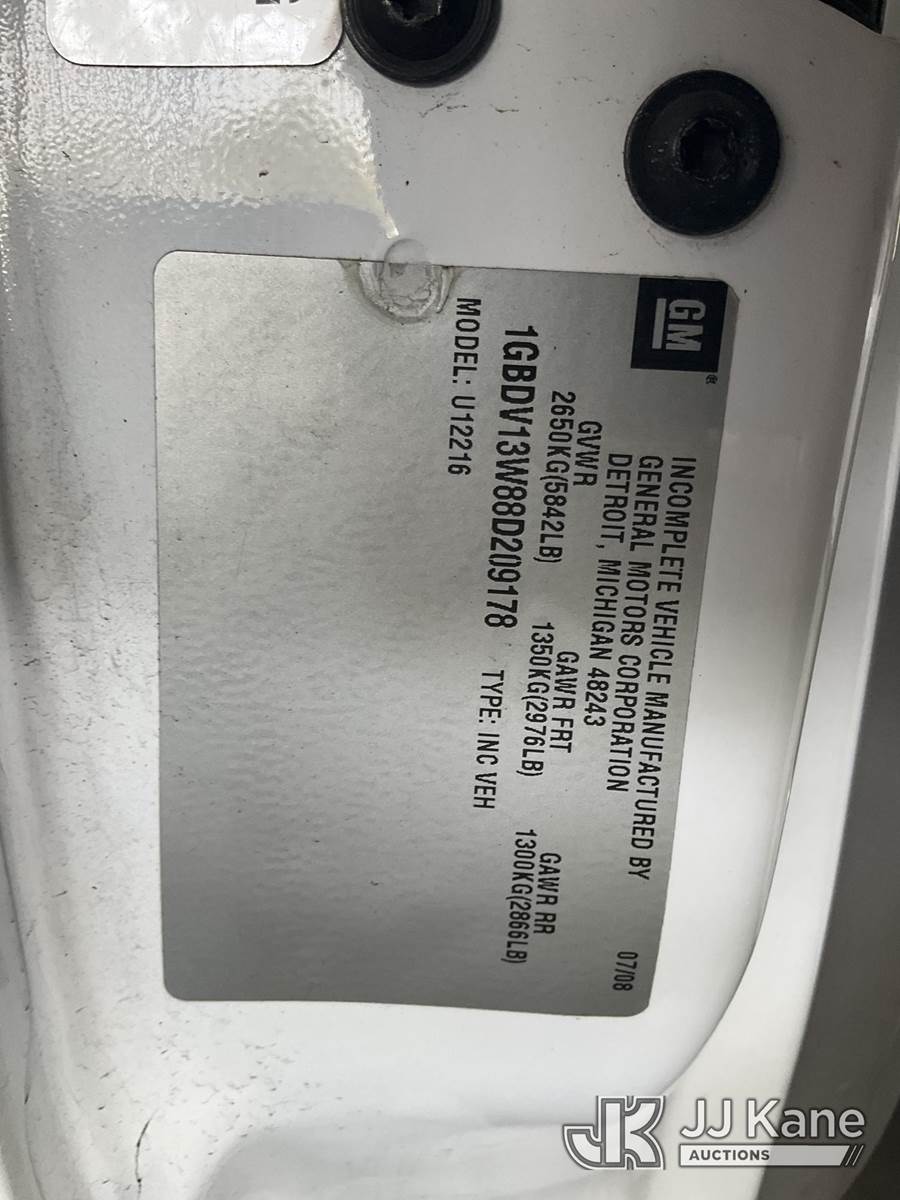 GM®
INCOMPLETE VEHICLE MANUFACTURED BY
GENERAL MOTORS CORPORATION
DETROIT, MICHIGAN 48243
07/08
GVWR GAWR FRT GAWR RR
2650KG(5842LB) 1350KG(2976LB) 1300KG(2866LB)
1GBDV13W88D209178 TYPE: INC VEH
MODEL: U12216
JK JJ Kane
AUCTIONS